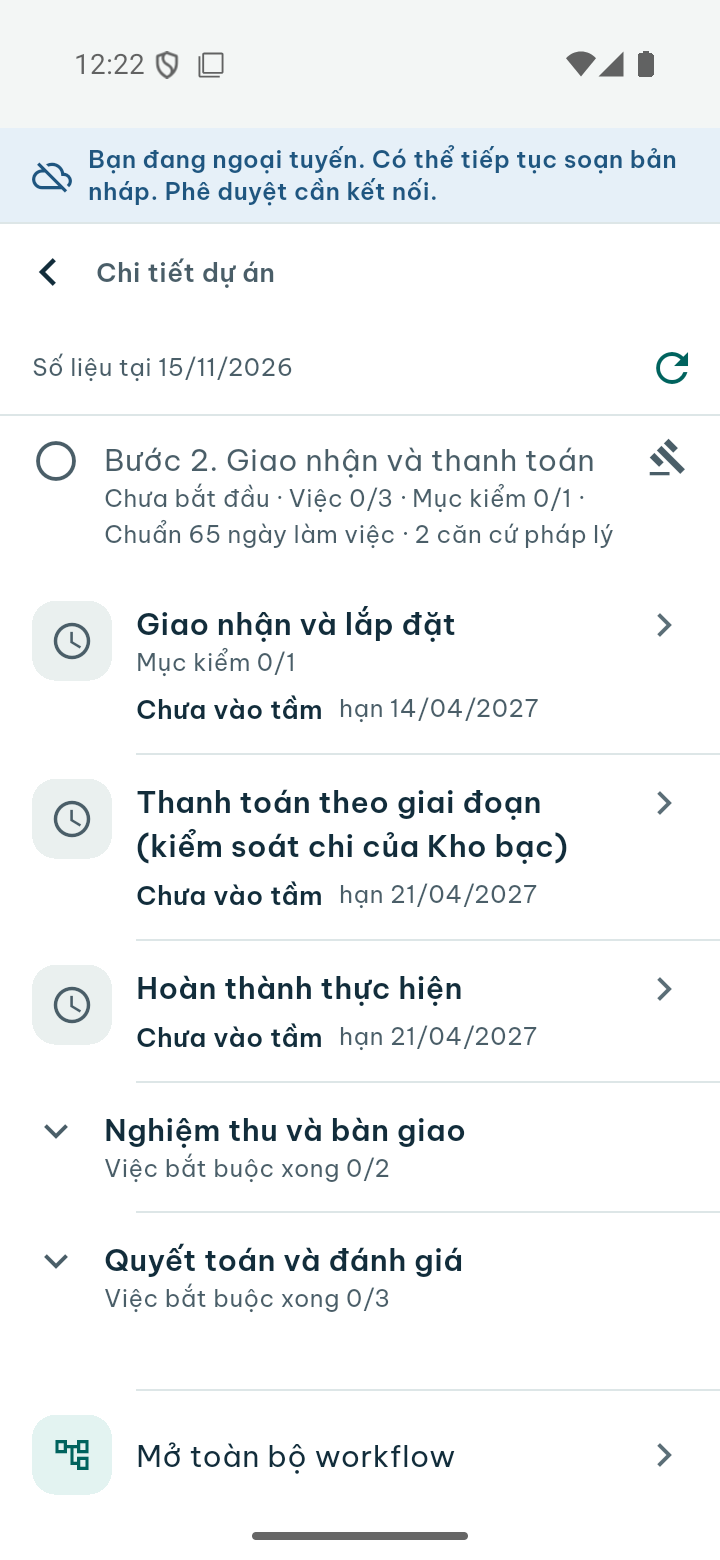 12:22
Bạn đang ngoại tuyến. Có thể tiếp tục soạn bản
nháp. Phê duyệt cần kết nối.
Chi tiết dự án
Số liệu tại 15/11/2026
Bước 2. Giao nhận và thanh toán
Chưa bắt đầu · Việc 0/3 · Mục kiểm 0/1 ·
Chuẩn 65 ngày làm việc · 2 căn cứ pháp lý
Giao nhận và lắp đặt
Mục kiểm 0/1
Chưa vào tầm hạn 14/04/2027
Thanh toán theo giai đoạn
(kiểm soát chi của Kho bạc)
Chưa vào tầm hạn 21/04/2027
Hoàn thành thực hiện
Chưa vào tầm hạn 21/04/2027
Nghiệm thu và bàn giao
Việc bắt buộc xong 0/2
Quyết toán và đánh giá
Việc bắt buộc xong 0/3
Mở toàn bộ workflow